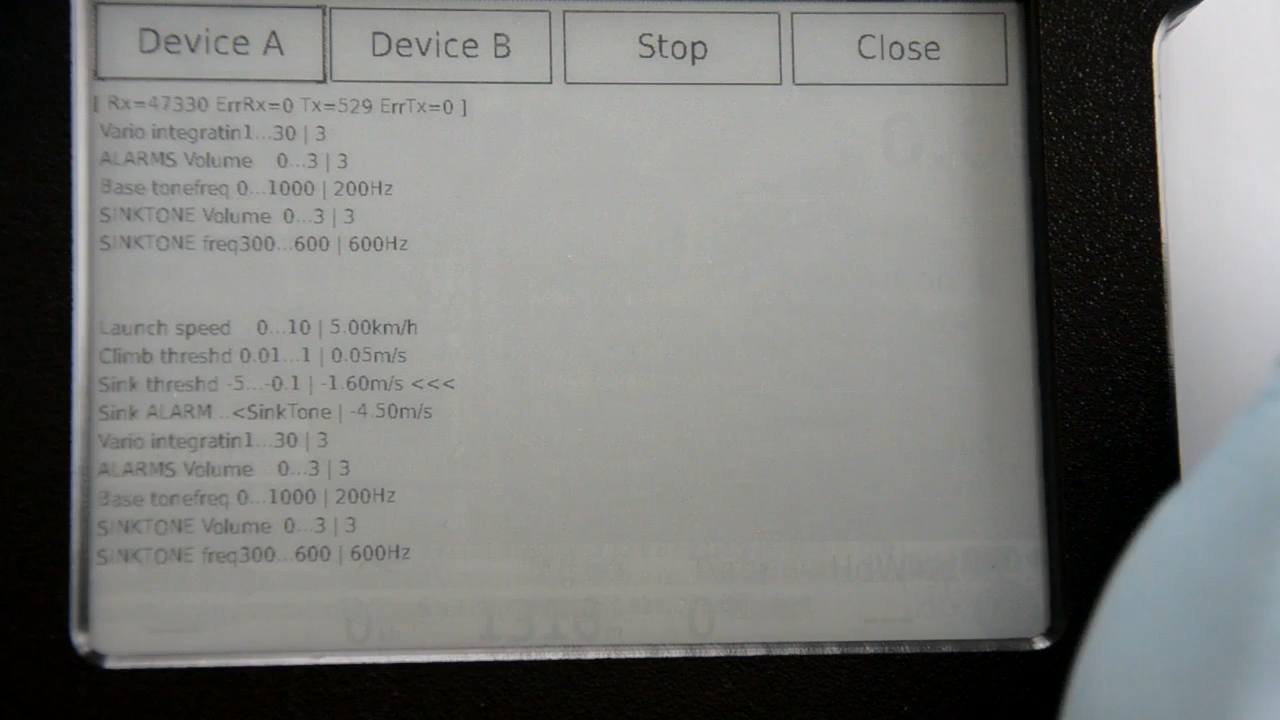 Device A Device B Stop Close
[ Rx=47330 ErrRx=0 Tx=529 ErrTx=0 ]
Vario integratin1...30 | 3
ALARMS Volume 0...3 | 3
Base tonefreq 0...1000 | 200Hz
SINKTONE Volume 0...3 | 3
SINKTONE freq300...600 | 600Hz
Launch speed 0...10 | 5.00km/h
Climb threshd 0.01...1 | 0.05m/s
Sink threshd -5...-0.1 | -1.60m/s <<<
Sink ALARM ..<SinkTone | -4.50m/s
Vario integratin1...30 | 3
ALARMS Volume 0...3 | 3
Base tonefreq 0...1000 | 200Hz
SINKTONE Volume 0...3 | 3
SINKTONE freq300...600 | 600Hz
0 1316 0